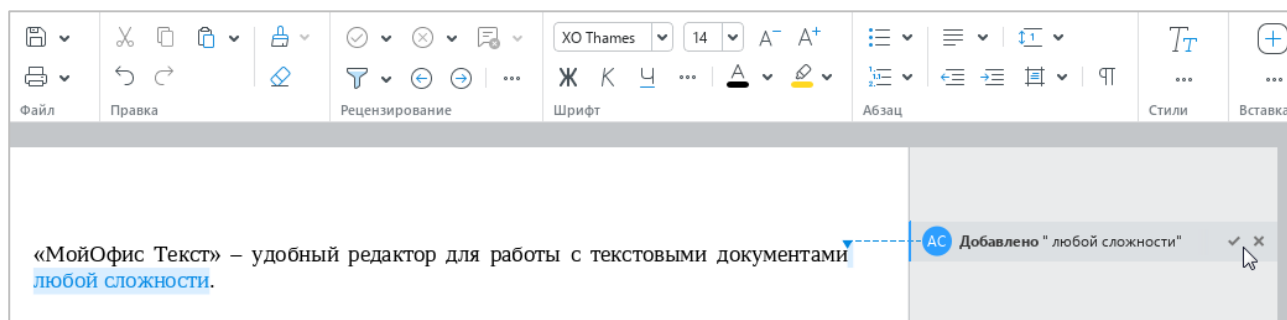 XO Thames 14
Ж К Ч А
Файл Правка Рецензирование Шрифт Абзац Стили Вставка
АС Добавлено " любой сложности"
«МойОфис Текст» – удобный редактор для работы с текстовыми документами
любой сложности.